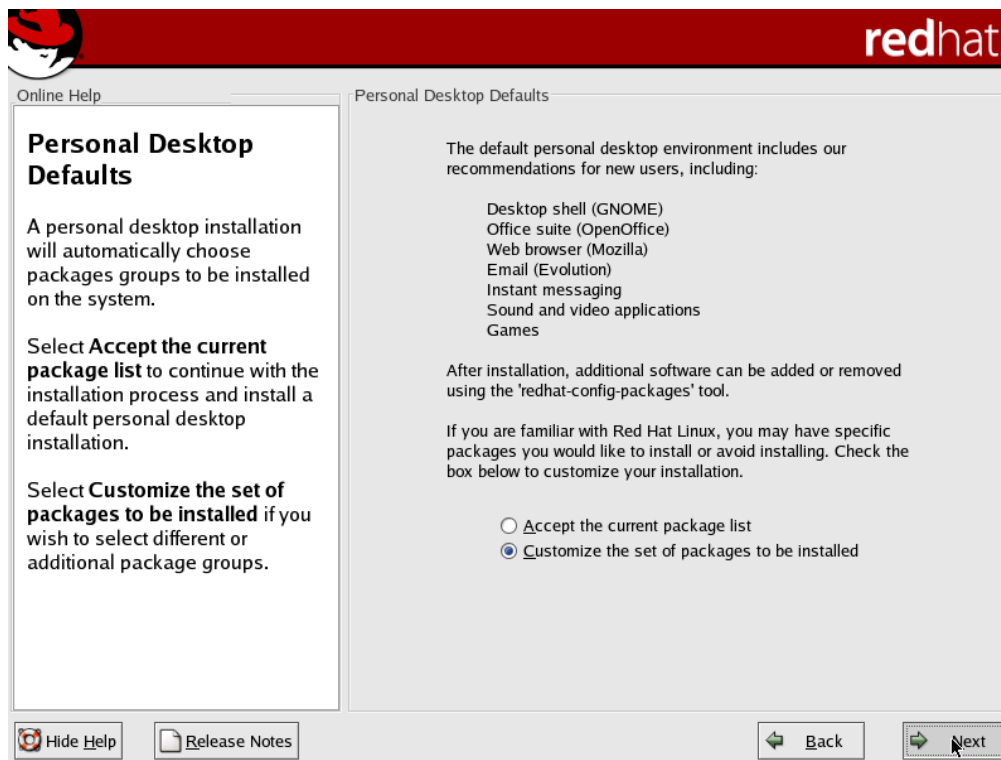 redhat
Online Help
Personal Desktop
Defaults
A personal desktop installation
will automatically choose
packages groups to be installed
on the system.
Select Accept the current
package list to continue with the
installation process and install a
default personal desktop
installation.
Select Customize the set of
packages to be installed if you
wish to select different or
additional package groups.
Personal Desktop Defaults
The default personal desktop environment includes our
recommendations for new users, including:
Desktop shell (GNOME)
Office suite (OpenOffice)
Web browser (Mozilla)
Email (Evolution)
Instant messaging
Sound and video applications
Games
After installation, additional software can be added or removed
using the 'redhat-config-packages' tool.
If you are familiar with Red Hat Linux, you may have specific
packages you would like to install or avoid installing. Check the
box below to customize your installation.
Accept the current package list
Customize the set of packages to be installed
Hide Help
Release Notes
Back
Next